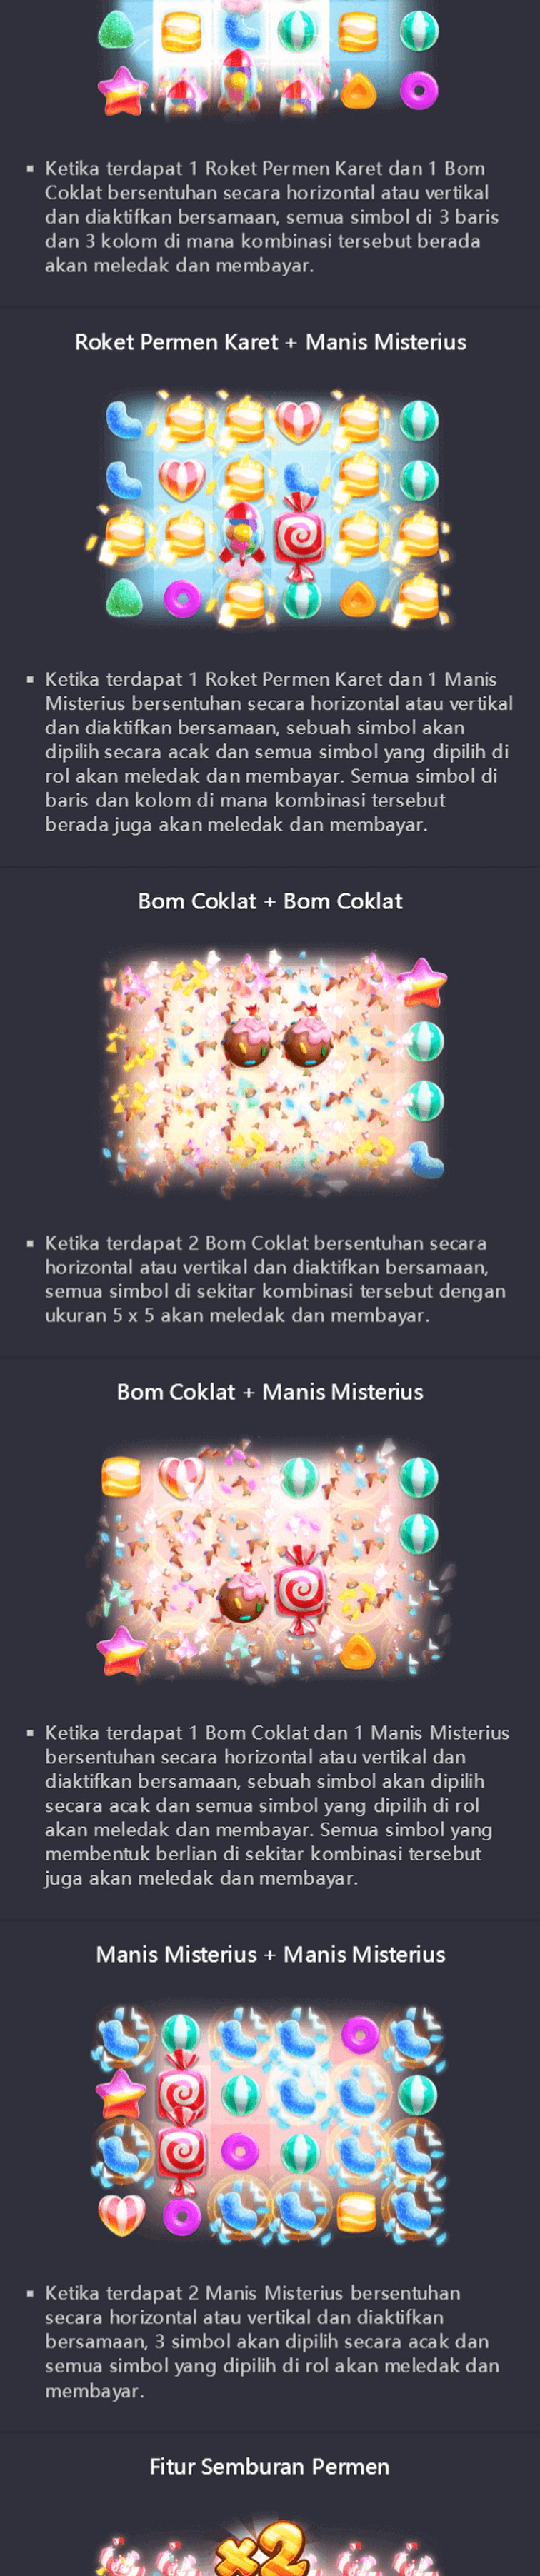 ▪ Ketika terdapat 1 Roket Permen Karet dan 1 Bom
Coklat bersentuhan secara horizontal atau vertikal
dan diaktifkan bersamaan, semua simbol di 3 baris
dan 3 kolom di mana kombinasi tersebut berada
akan meledak dan membayar.
Roket Permen Karet + Manis Misterius
▪ Ketika terdapat 1 Roket Permen Karet dan 1 Manis
Misterius bersentuhan secara horizontal atau vertikal
dan diaktifkan bersamaan, sebuah simbol akan
dipilih secara acak dan semua simbol yang dipilih di
rol akan meledak dan membayar. Semua simbol di
baris dan kolom di mana kombinasi tersebut
berada juga akan meledak dan membayar.
Bom Coklat + Bom Coklat
▪ Ketika terdapat 2 Bom Coklat bersentuhan secara
horizontal atau vertikal dan diaktifkan bersamaan,
semua simbol di sekitar kombinasi tersebut dengan
ukuran 5 x 5 akan meledak dan membayar.
Bom Coklat + Manis Misterius
▪ Ketika terdapat 1 Bom Coklat dan 1 Manis Misterius
bersentuhan secara horizontal atau vertikal dan
diaktifkan bersamaan, sebuah simbol akan dipilih
secara acak dan semua simbol yang dipilih di rol
akan meledak dan membayar. Semua simbol yang
membentuk berlian di sekitar kombinasi tersebut
juga akan meledak dan membayar.
Manis Misterius + Manis Misterius
▪ Ketika terdapat 2 Manis Misterius bersentuhan
secara horizontal atau vertikal dan diaktifkan
bersamaan, 3 simbol akan dipilih secara acak dan
semua simbol yang dipilih di rol akan meledak dan
membayar.
Fitur Semburan Permen
x2